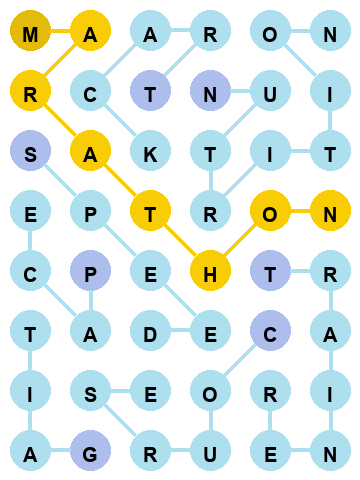 M A A R O N
R C T N U I
S A K T I T
E P T R O N
C P E H T R
T A D E C A
I S E O R I
A G R U E N